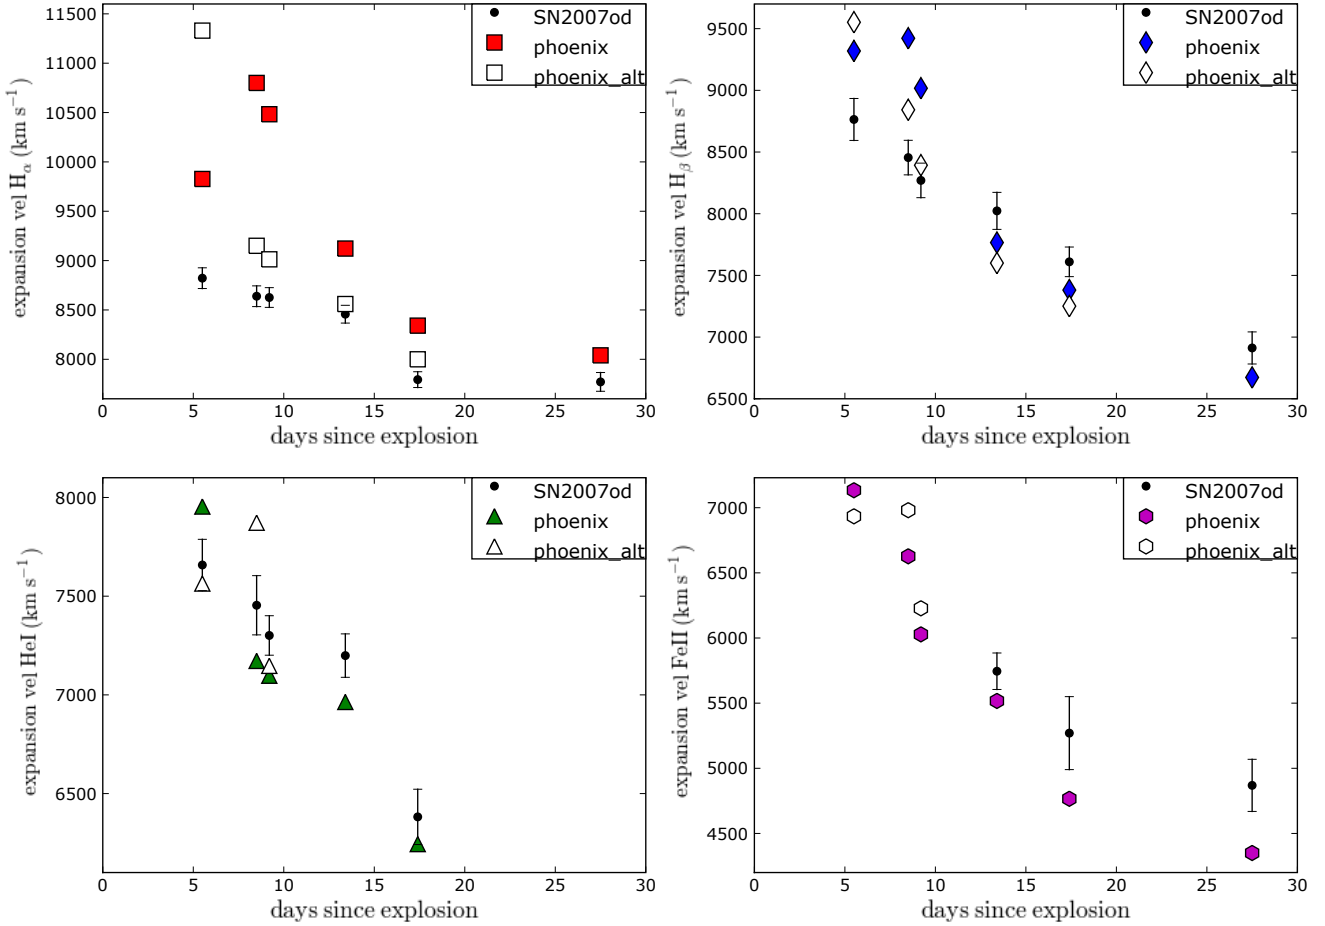 11500
11000
10500
10000
9500
9000
8500
8000
0 5 10 15 20 25 30
expansion vel H_α (km s⁻¹)
days since explosion
SN2007od
phoenix
phoenix_alt
9500
9000
8500
8000
7500
7000
6500
0 5 10 15 20 25 30
expansion vel H_β (km s⁻¹)
days since explosion
SN2007od
phoenix
phoenix_alt
8000
7500
7000
6500
0 5 10 15 20 25 30
expansion vel HeI (km s⁻¹)
days since explosion
SN2007od
phoenix
phoenix_alt
7000
6500
6000
5500
5000
4500
0 5 10 15 20 25 30
expansion vel FeII (km s⁻¹)
days since explosion
SN2007od
phoenix
phoenix_alt